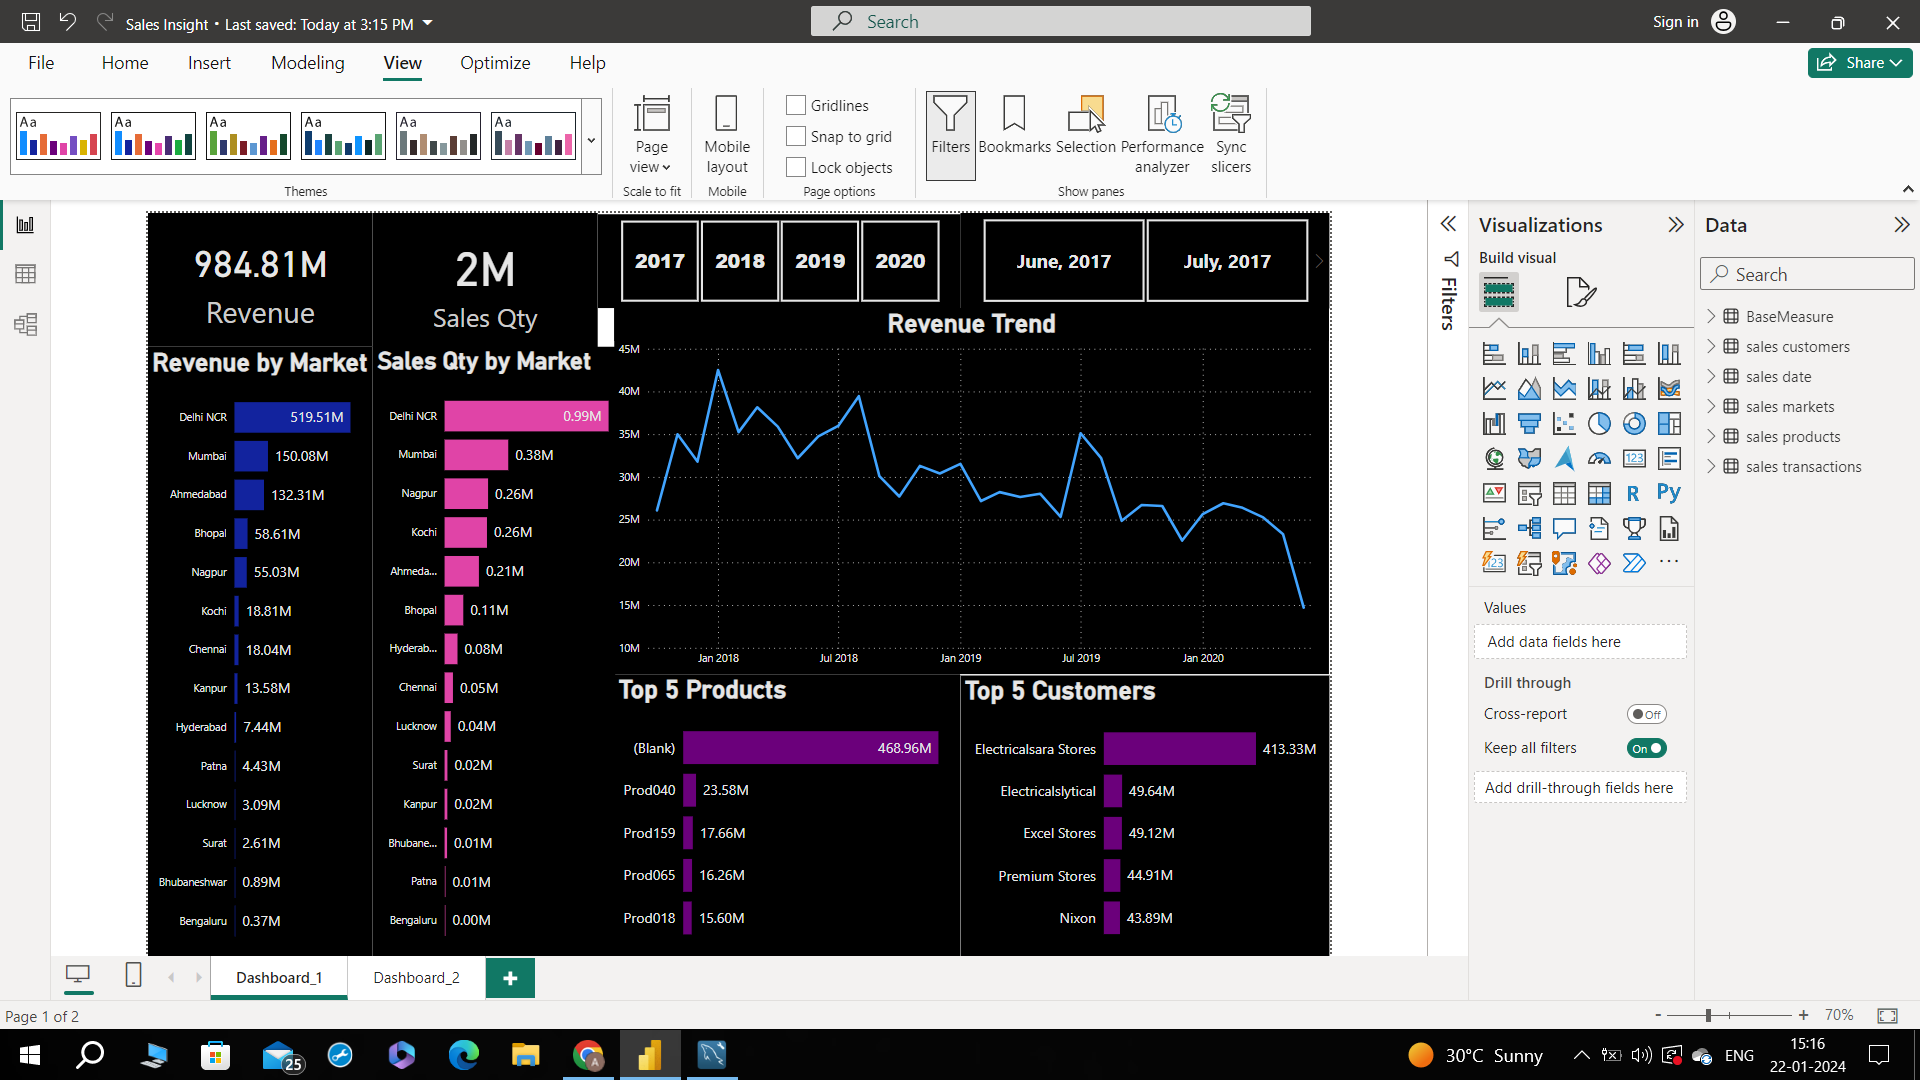 Sales Insight • Last saved: Today at 3:15 PM
Search
Sign in
File Home Insert Modeling View Optimize Help
Share
Aa Aa Aa Aa Aa Aa
Themes
Page view
Scale to fit
Mobile layout
Mobile
Gridlines
Snap to grid
Lock objects
Page options
Filters
Bookmarks
Selection
Performance analyzer
Sync slicers
Show panes
984.81M
Revenue
2M
Sales Qty
2017 2018 2019 2020
June, 2017 July, 2017
Revenue by Market
Delhi NCR 519.51M
Mumbai 150.08M
Ahmedabad 132.31M
Bhopal 58.61M
Nagpur 55.03M
Kochi 18.81M
Chennai 18.04M
Kanpur 13.58M
Hyderabad 7.44M
Patna 4.43M
Lucknow 3.09M
Surat 2.61M
Bhubaneshwar 0.89M
Bengaluru 0.37M
Sales Qty by Market
Delhi NCR 0.99M
Mumbai 0.38M
Nagpur 0.26M
Kochi 0.26M
Ahmeda... 0.21M
Bhopal 0.11M
Hyderab... 0.08M
Chennai 0.05M
Lucknow 0.04M
Surat 0.02M
Kanpur 0.02M
Bhubane... 0.01M
Patna 0.01M
Bengaluru 0.00M
Revenue Trend
45M
40M
35M
30M
25M
20M
15M
10M
Jan 2018 Jul 2018 Jan 2019 Jul 2019 Jan 2020
Top 5 Products
(Blank) 468.96M
Prod040 23.58M
Prod159 17.66M
Prod065 16.26M
Prod018 15.60M
Top 5 Customers
Electricalsara Stores 413.33M
Electricalslytical 49.64M
Excel Stores 49.12M
Premium Stores 44.91M
Nixon 43.89M
Filters
Visualizations
Build visual
123
R
Py
123
Values
Add data fields here
Drill through
Cross-report Off
Keep all filters On
Add drill-through fields here
Data
Search
BaseMeasure
sales customers
sales date
sales markets
sales products
sales transactions
Dashboard_1 Dashboard_2 +
Page 1 of 2
- + 70%
25
A
30°C Sunny
ENG
15:16
22-01-2024